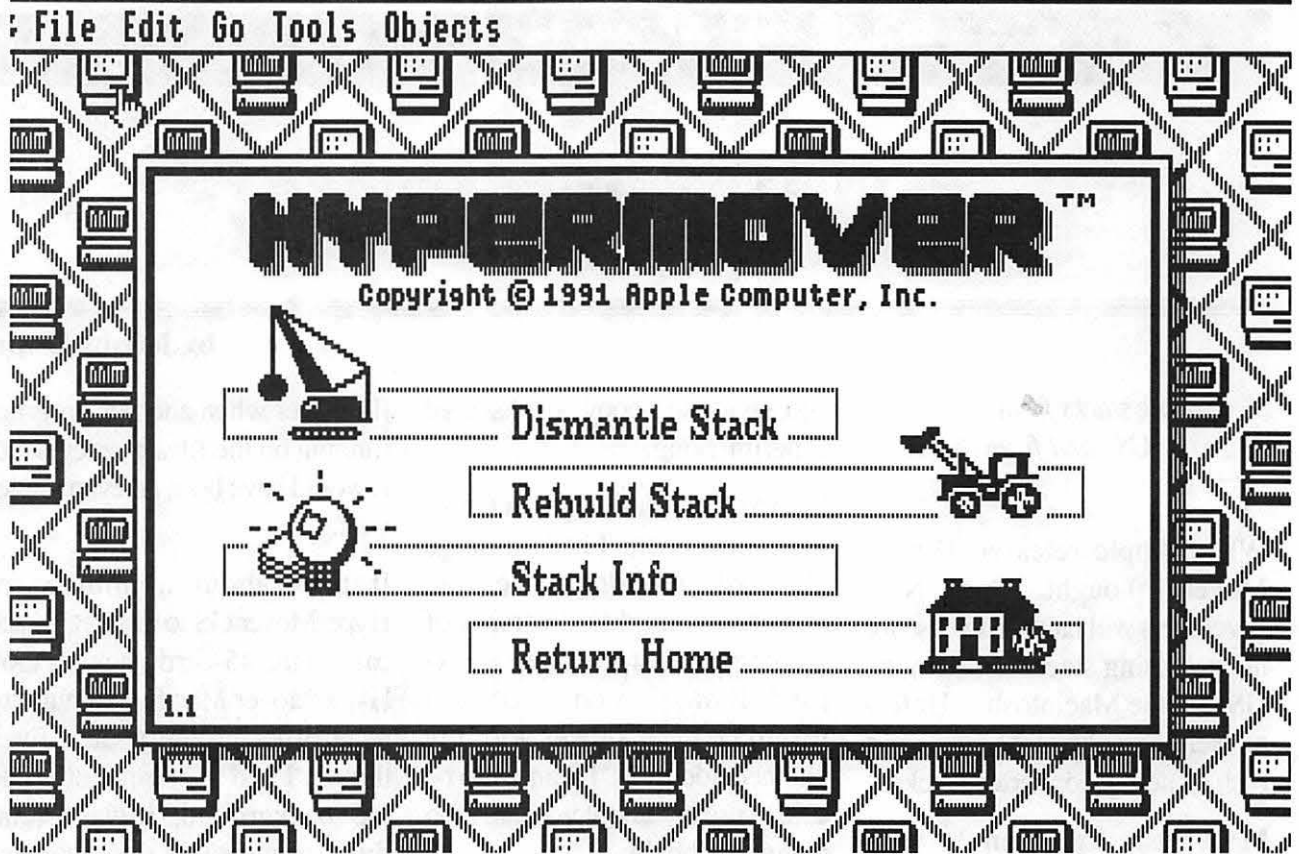 File Edit Go Tools Objects
HYPERMOVER™
Copyright © 1991 Apple Computer, Inc.
Dismantle Stack
Rebuild Stack
Stack Info
Return Home
1.1